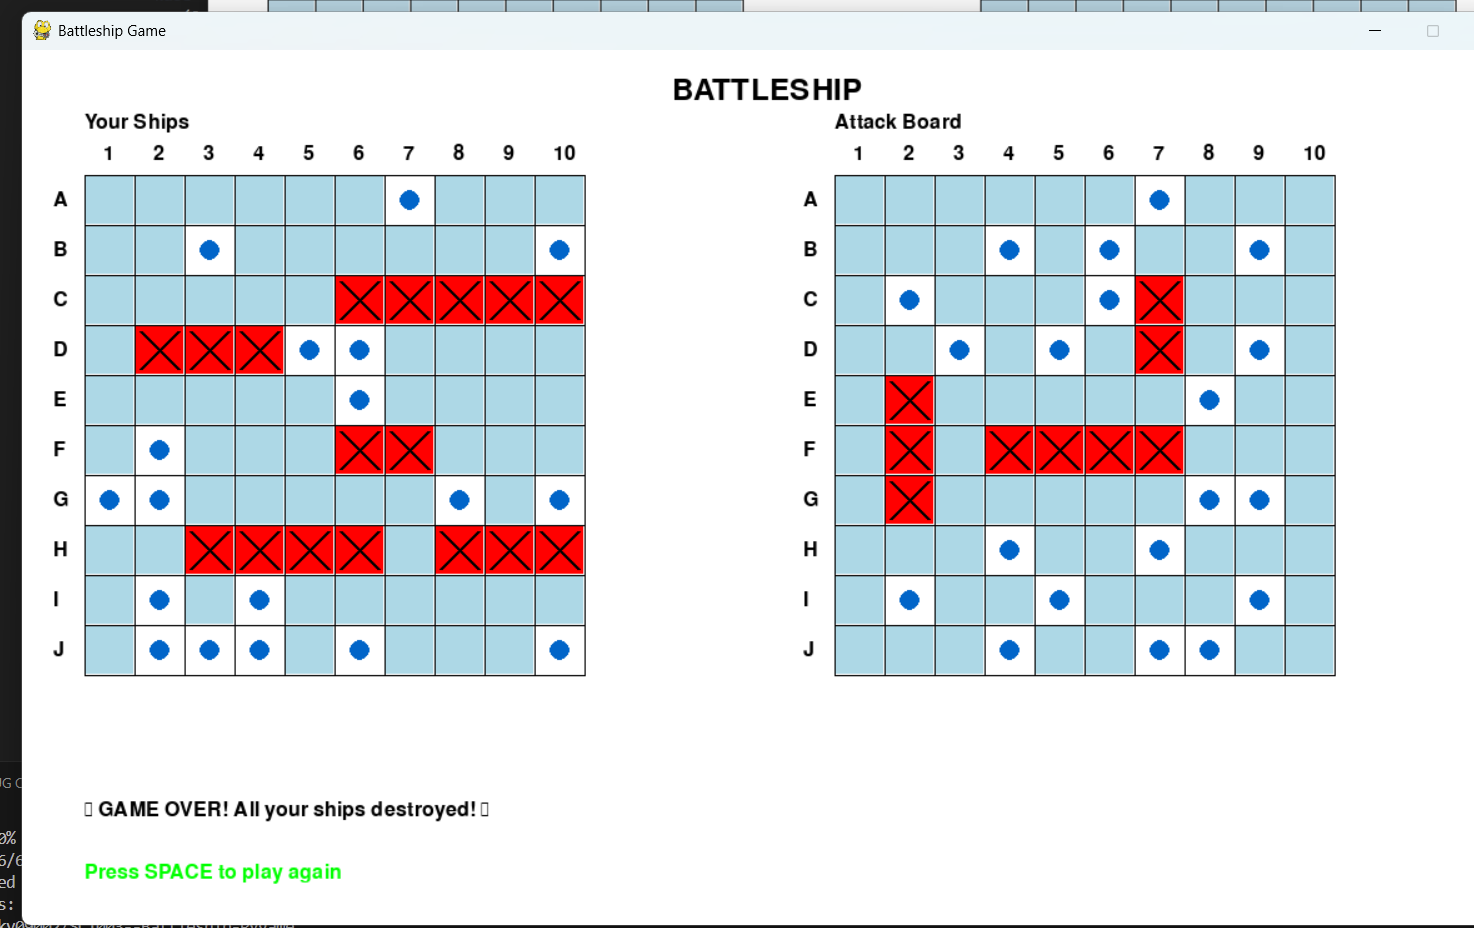 Battleship Game
BATTLESHIP
Your Ships
Attack Board
1 2 3 4 5 6 7 8 9 10
1 2 3 4 5 6 7 8 9 10
A
A
B
B
C
C
D
D
E
E
F
F
G
G
H
H
I
I
J
J
GAME OVER! All your ships destroyed!
Press SPACE to play again